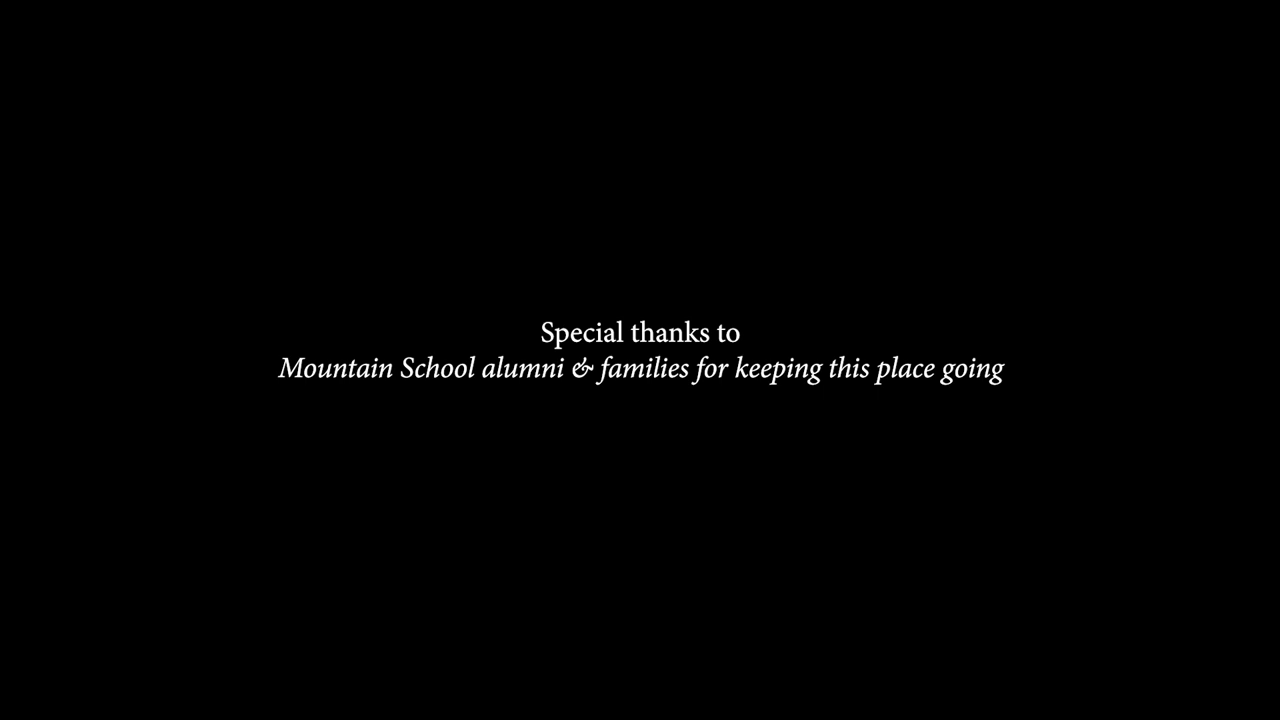 Special thanks to
Mountain School alumni & families for keeping this place going